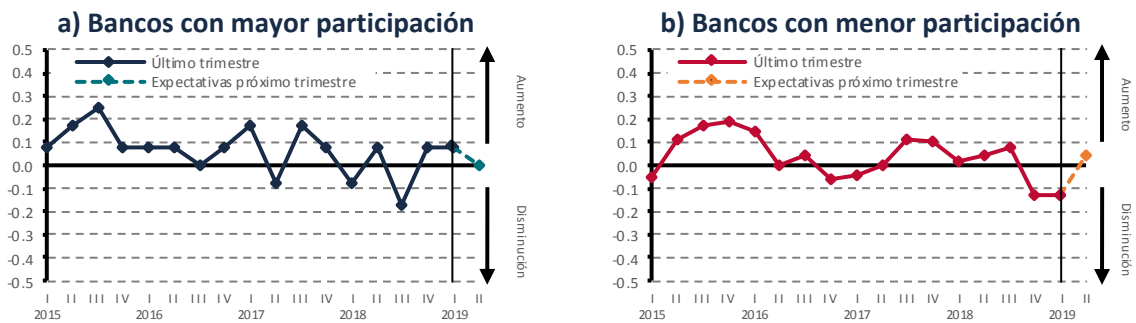 a) Bancos con mayor participación
0.5
0.4
0.3
0.2
0.1
0.0
-0.1
-0.2
-0.3
-0.4
-0.5
Último trimestre
Expectativas próximo trimestre
Aumento
Disminución
I II III IV I II III IV I II III IV I II III IV I II
2015 2016 2017 2018 2019
b) Bancos con menor participación
0.5
0.4
0.3
0.2
0.1
0.0
-0.1
-0.2
-0.3
-0.4
-0.5
Último trimestre
Expectativas próximo trimestre
Aumento
Disminución
I II III IV I II III IV I II III IV I II III IV I II
2015 2016 2017 2018 2019